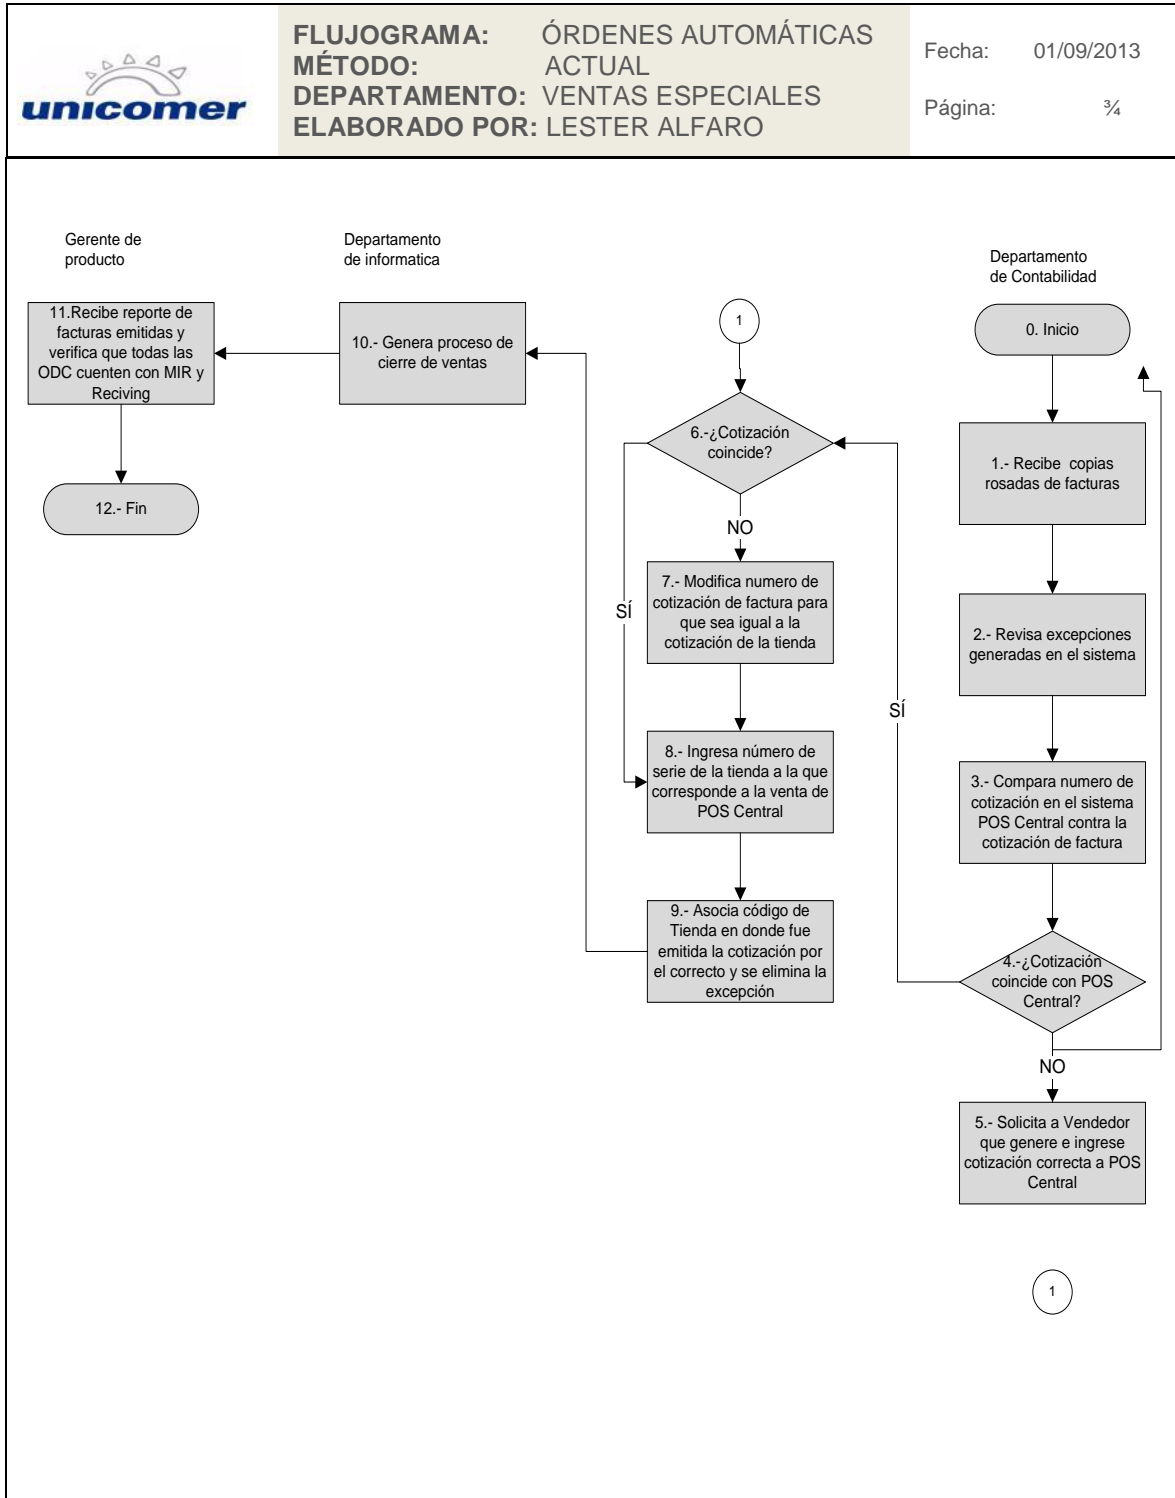 unicomer
FLUJOGRAMA: ÓRDENES AUTOMÁTICAS
MÉTODO: ACTUAL
DEPARTAMENTO: VENTAS ESPECIALES
ELABORADO POR: LESTER ALFARO
Fecha: 01/09/2013
Página: ¾
Gerente de
producto
Departamento
de informatica
Departamento
de Contabilidad
11.Recibe reporte de
facturas emitidas y
verifica que todas las
ODC cuenten con MIR y
Reciving
12.- Fin
10.- Genera proceso de
cierre de ventas
1
6.-¿Cotización
coincide?
NO
SÍ
7.- Modifica numero de
cotización de factura para
que sea igual a la
cotización de la tienda
8.- Ingresa número de
serie de la tienda a la que
corresponde a la venta de
POS Central
9.- Asocia código de
Tienda en donde fue
emitida la cotización por
el correcto y se elimina la
excepción
0. Inicio
1.- Recibe copias
rosadas de facturas
2.- Revisa excepciones
generadas en el sistema
3.- Compara numero de
cotización en el sistema
POS Central contra la
cotización de factura
4.-¿Cotización
coincide con POS
Central?
SÍ
NO
5.- Solicita a Vendedor
que genere e ingrese
cotización correcta a POS
Central
1